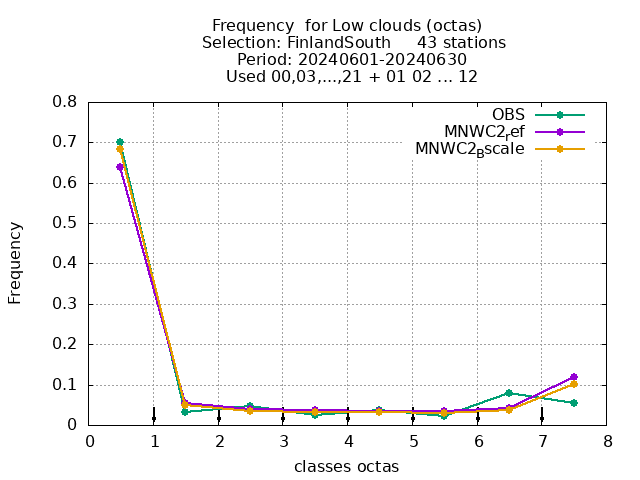 Frequency for Low clouds (octas)
Selection: FinlandSouth 43 stations
Period: 20240601-20240630
Used 00,03,...,21 + 01 02 ... 12
OBS
MNWC2ref
MNWC2Bscale
0.8
0.7
0.6
0.5
0.4
0.3
0.2
0.1
0
Frequency
0 1 2 3 4 5 6 7 8
classes octas